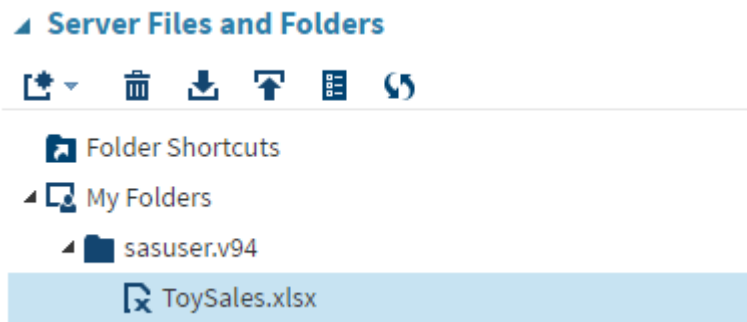 Server Files and Folders
Folder Shortcuts
My Folders
sasuser.v94
ToySales.xlsx